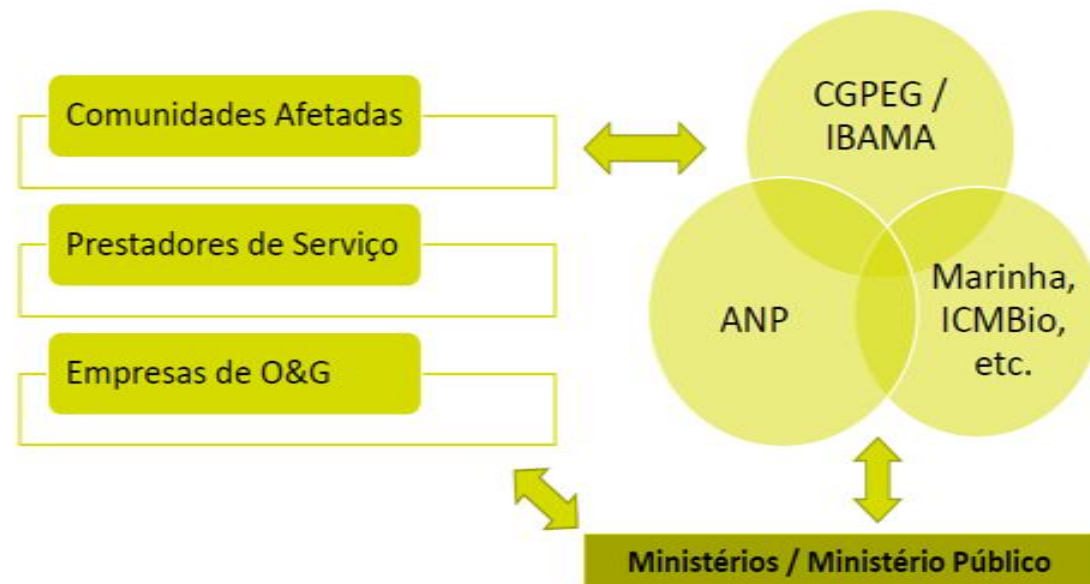 Comunidades Afetadas
Prestadores de Serviço
Empresas de O&G
CGPEG /
IBAMA
ANP
Marinha,
ICMBio,
etc.
Ministérios / Ministério Público